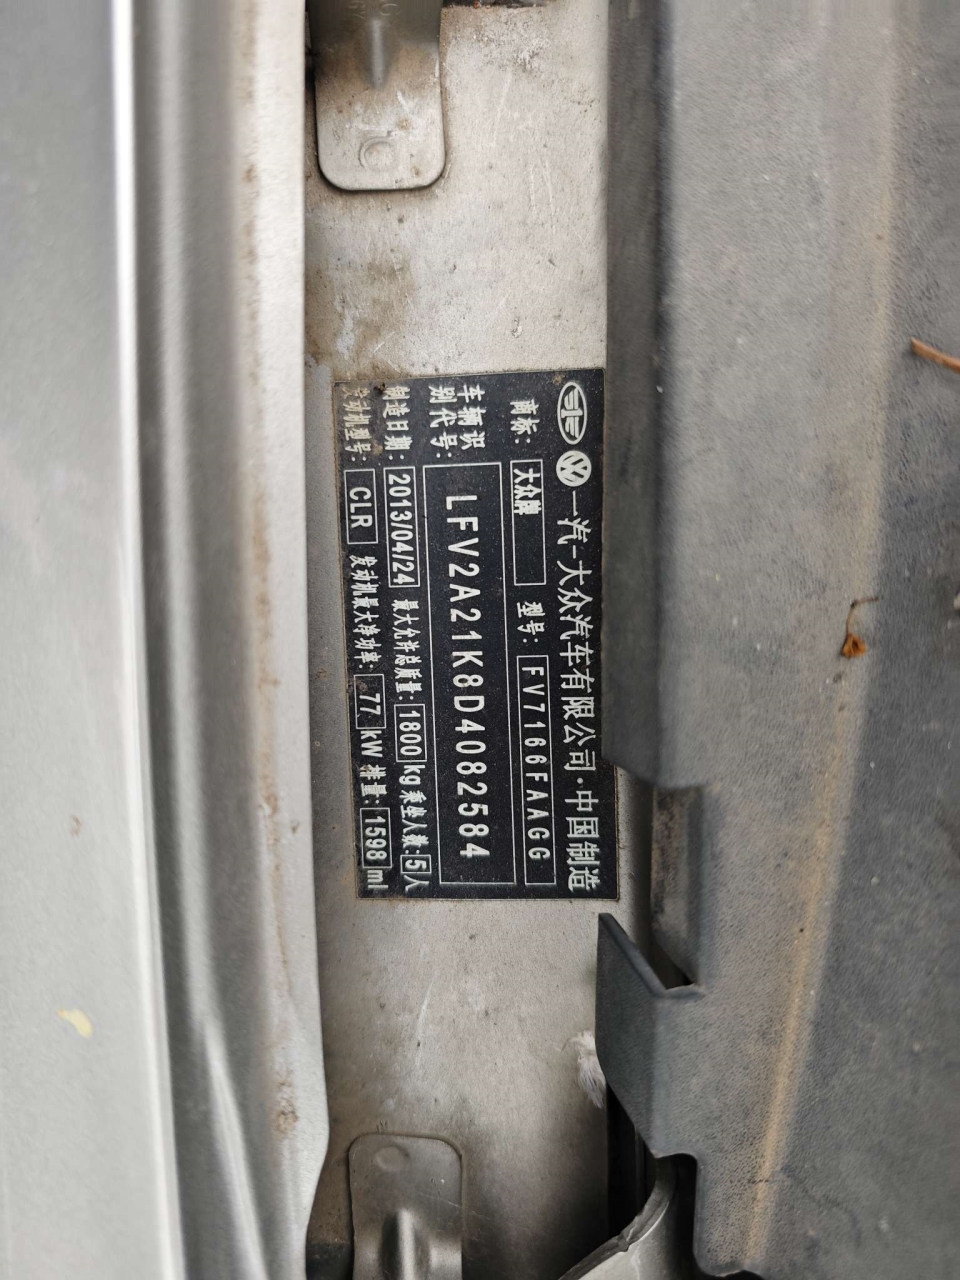 一汽-大众汽车有限公司·中国制造
商标: 大众牌 型号: FV7166FAAGG
车辆识别代号: LFV2A21K8D4082584
制造日期: 2013/04/24 最大允许总质量: 1800 kg 乘坐人数: 5 人
发动机型号: CLR 发动机最大净功率: 77 kW 排量: 1598 ml